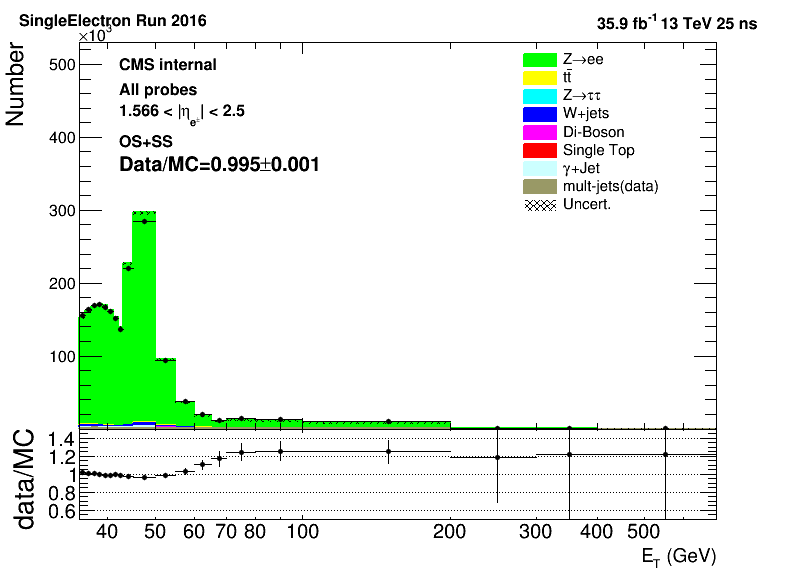 SingleElectron Run 2016
35.9 fb⁻¹ 13 TeV 25 ns
×10³
Number
500
400
300
200
100
CMS internal
All probes
1.566 < |η_e±| < 2.5
OS+SS
Data/MC=0.995±0.001
Z→ee
tt̄
Z→ττ
W+jets
Di-Boson
Single Top
γ+Jet
mult-jets(data)
Uncert.
data/MC
1.4
1.2
1
0.8
0.6
40 50 60 70 80 100 200 300 400 500
E_T (GeV)